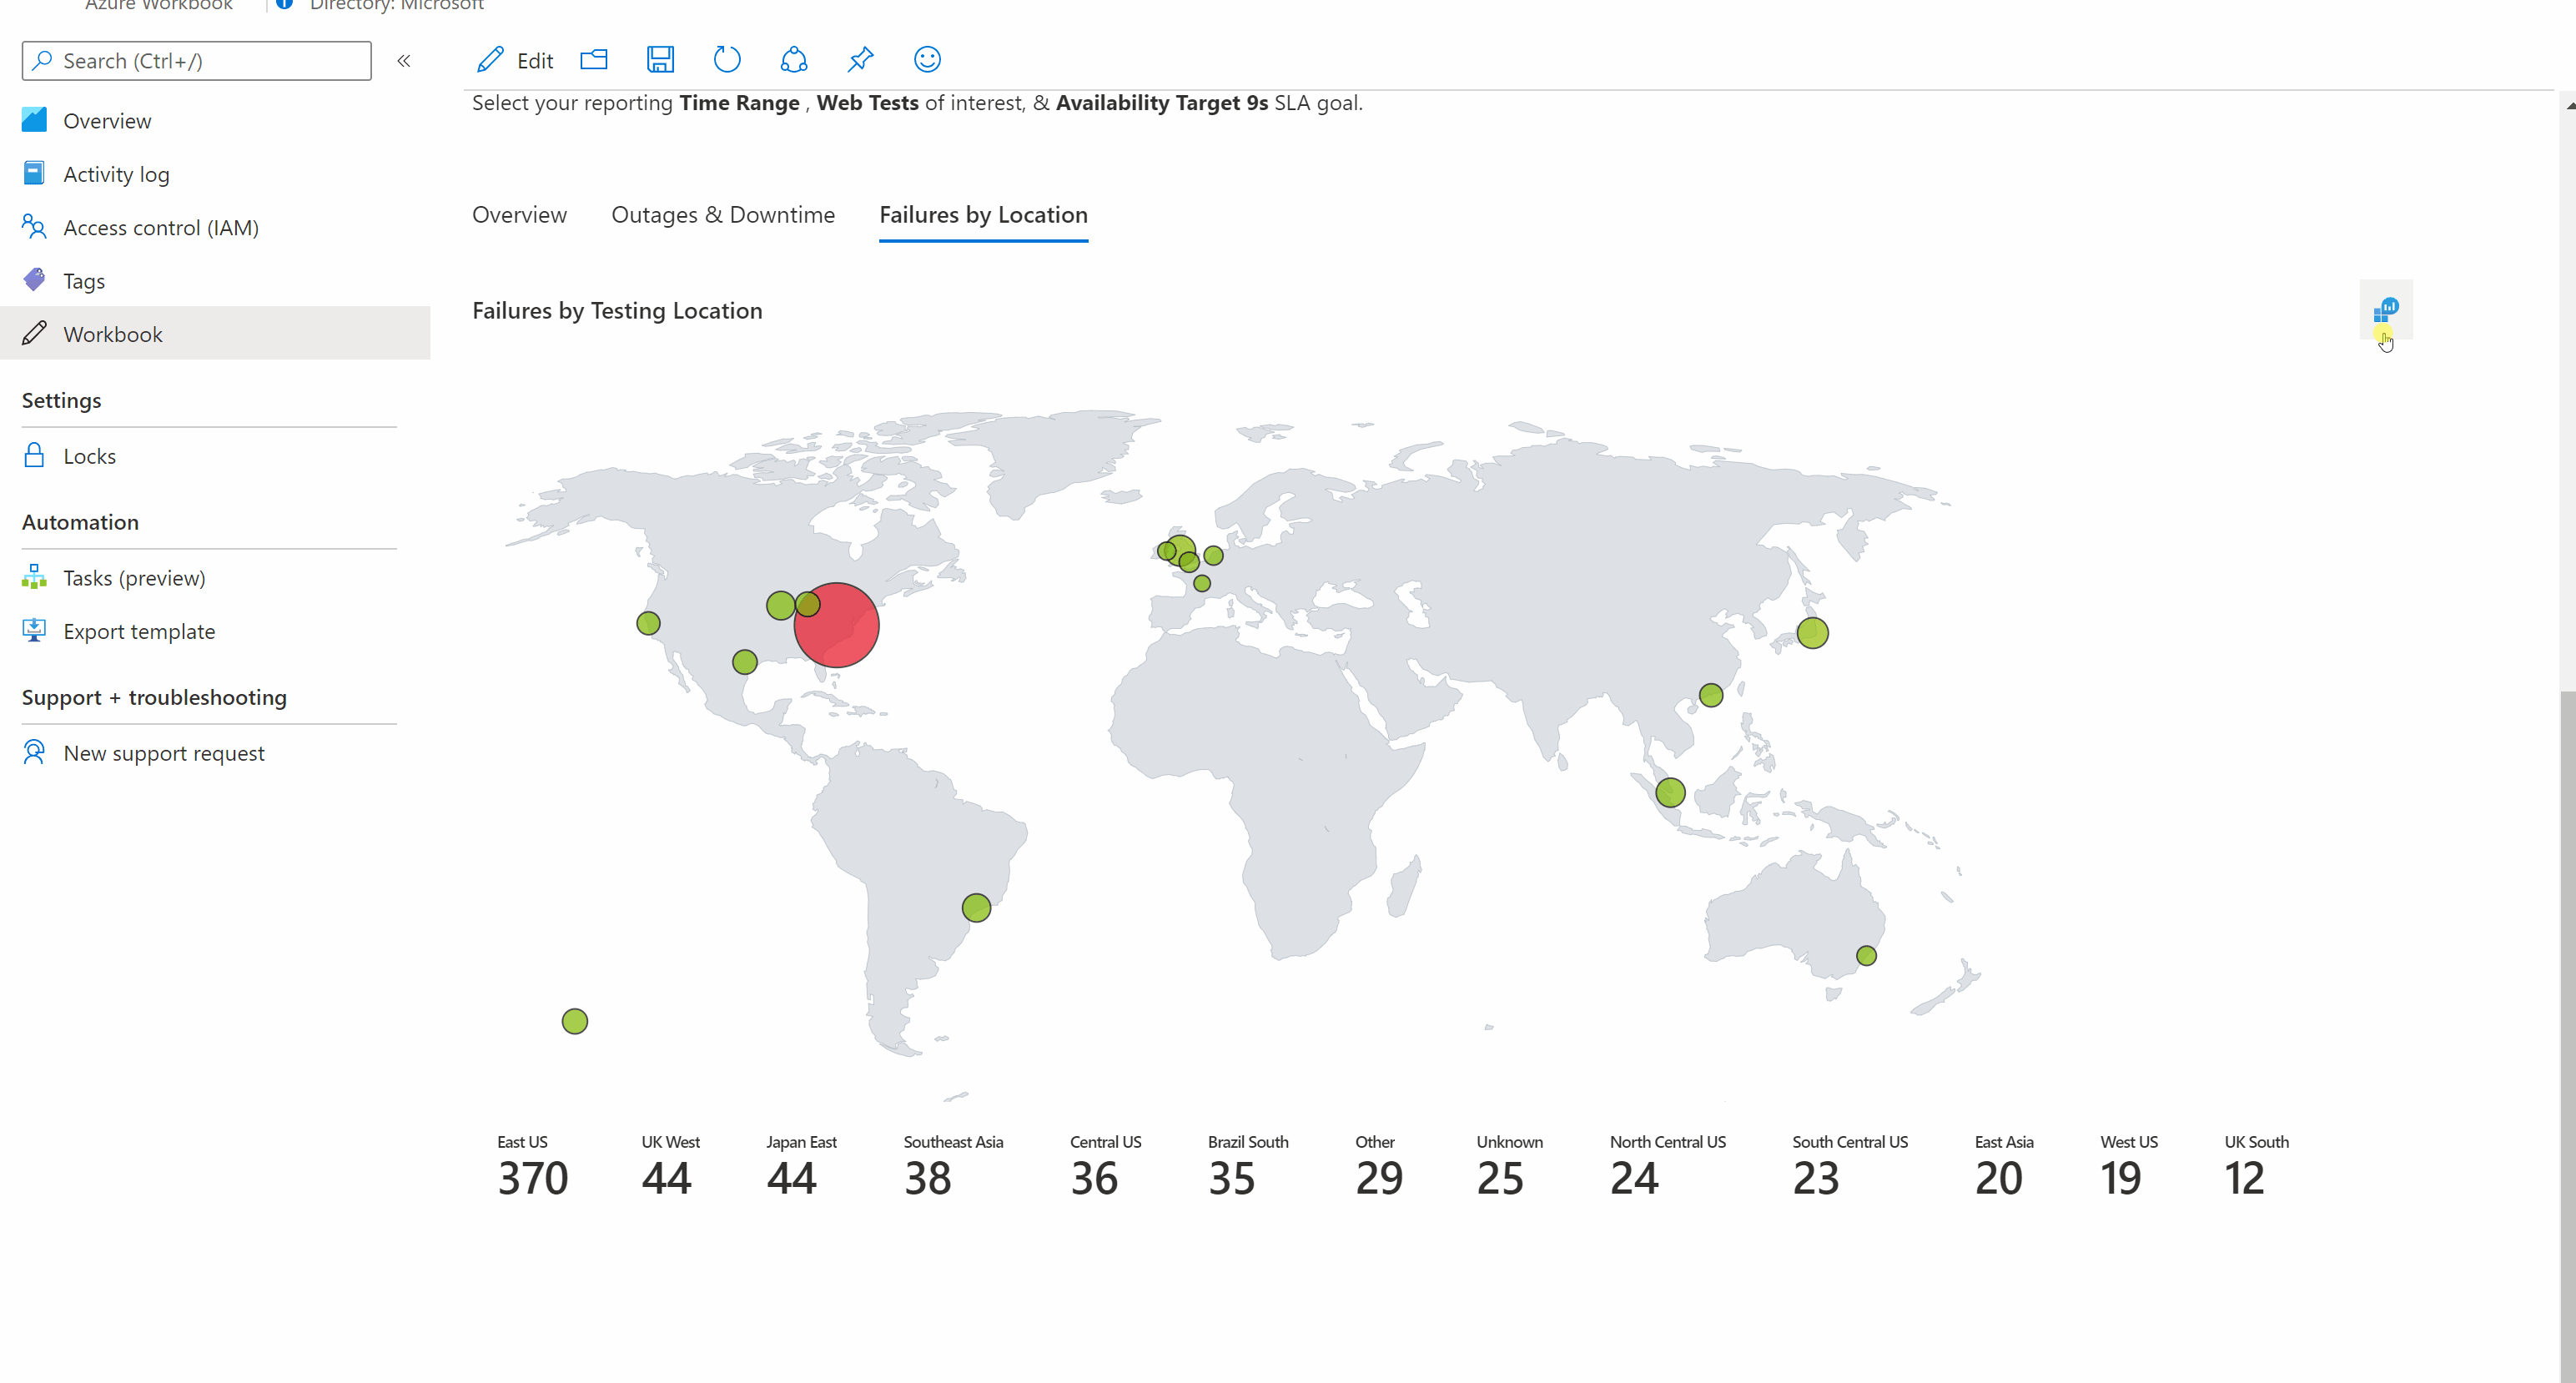 Azure Workbook | Directory: Microsoft
Search (Ctrl+/)
«
Edit
Overview
Activity log
Access control (IAM)
Tags
Workbook
Settings
Locks
Automation
Tasks (preview)
Export template
Support + troubleshooting
New support request
Select your reporting Time Range , Web Tests of interest, & Availability Target 9s SLA goal.
Overview Outages & Downtime Failures by Location
Failures by Testing Location
East US UK West Japan East Southeast Asia Central US Brazil South Other Unknown North Central US South Central US East Asia West US UK South
370 44 44 38 36 35 29 25 24 23 20 19 12